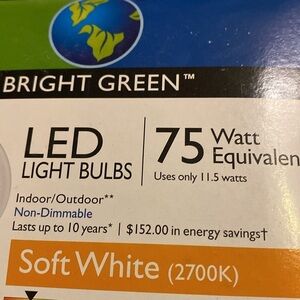 BRIGHT GREEN™
LED
LIGHT BULBS
75 Watt
Equivalen
Uses only 11.5 watts
Indoor/Outdoor**
Non-Dimmable
Lasts up to 10 years* | $152.00 in energy savings†
Soft White (2700K)